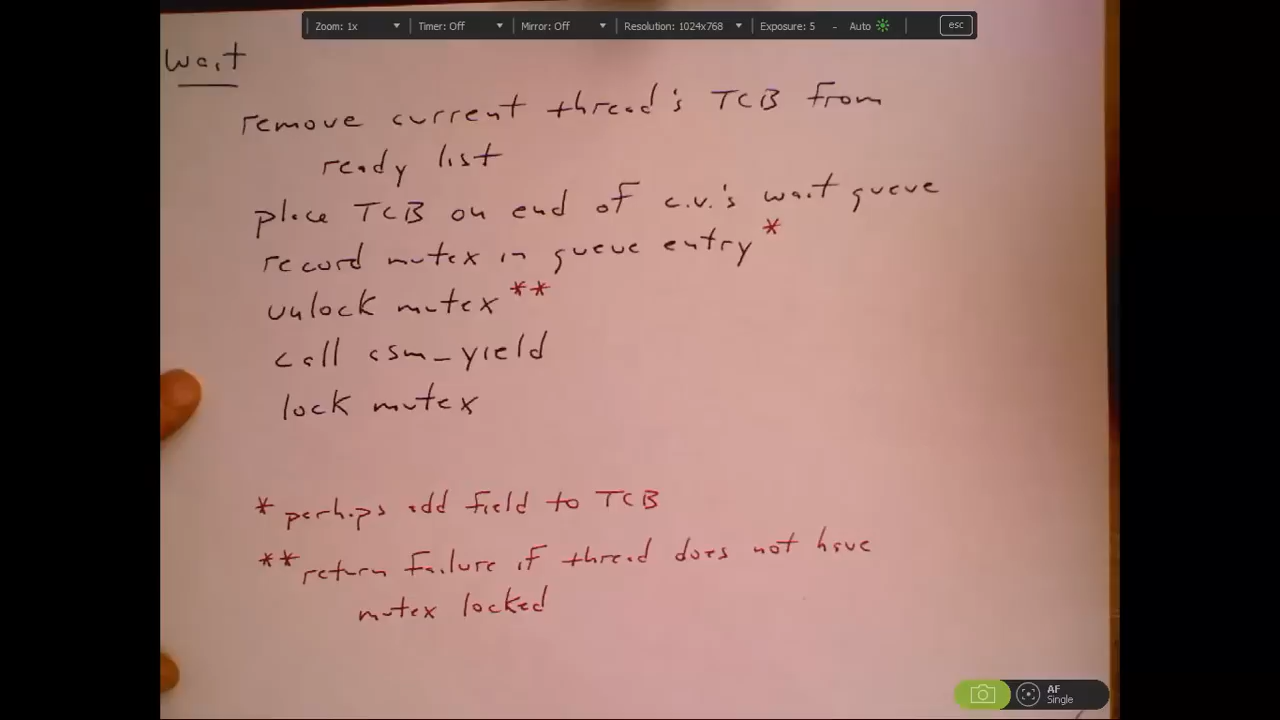 Zoom: 1x Timer: Off Mirror: Off Resolution: 1024x768 Exposure: 5 - Auto esc
Wait
remove current thread's TCB from
ready list
place TCB on end of c.v.'s wait queue
record mutex in queue entry *
unlock mutex **
call asm_yield
lock mutex
* perhaps add field to TCB
** return failure if thread does not have
mutex locked
AF
Single